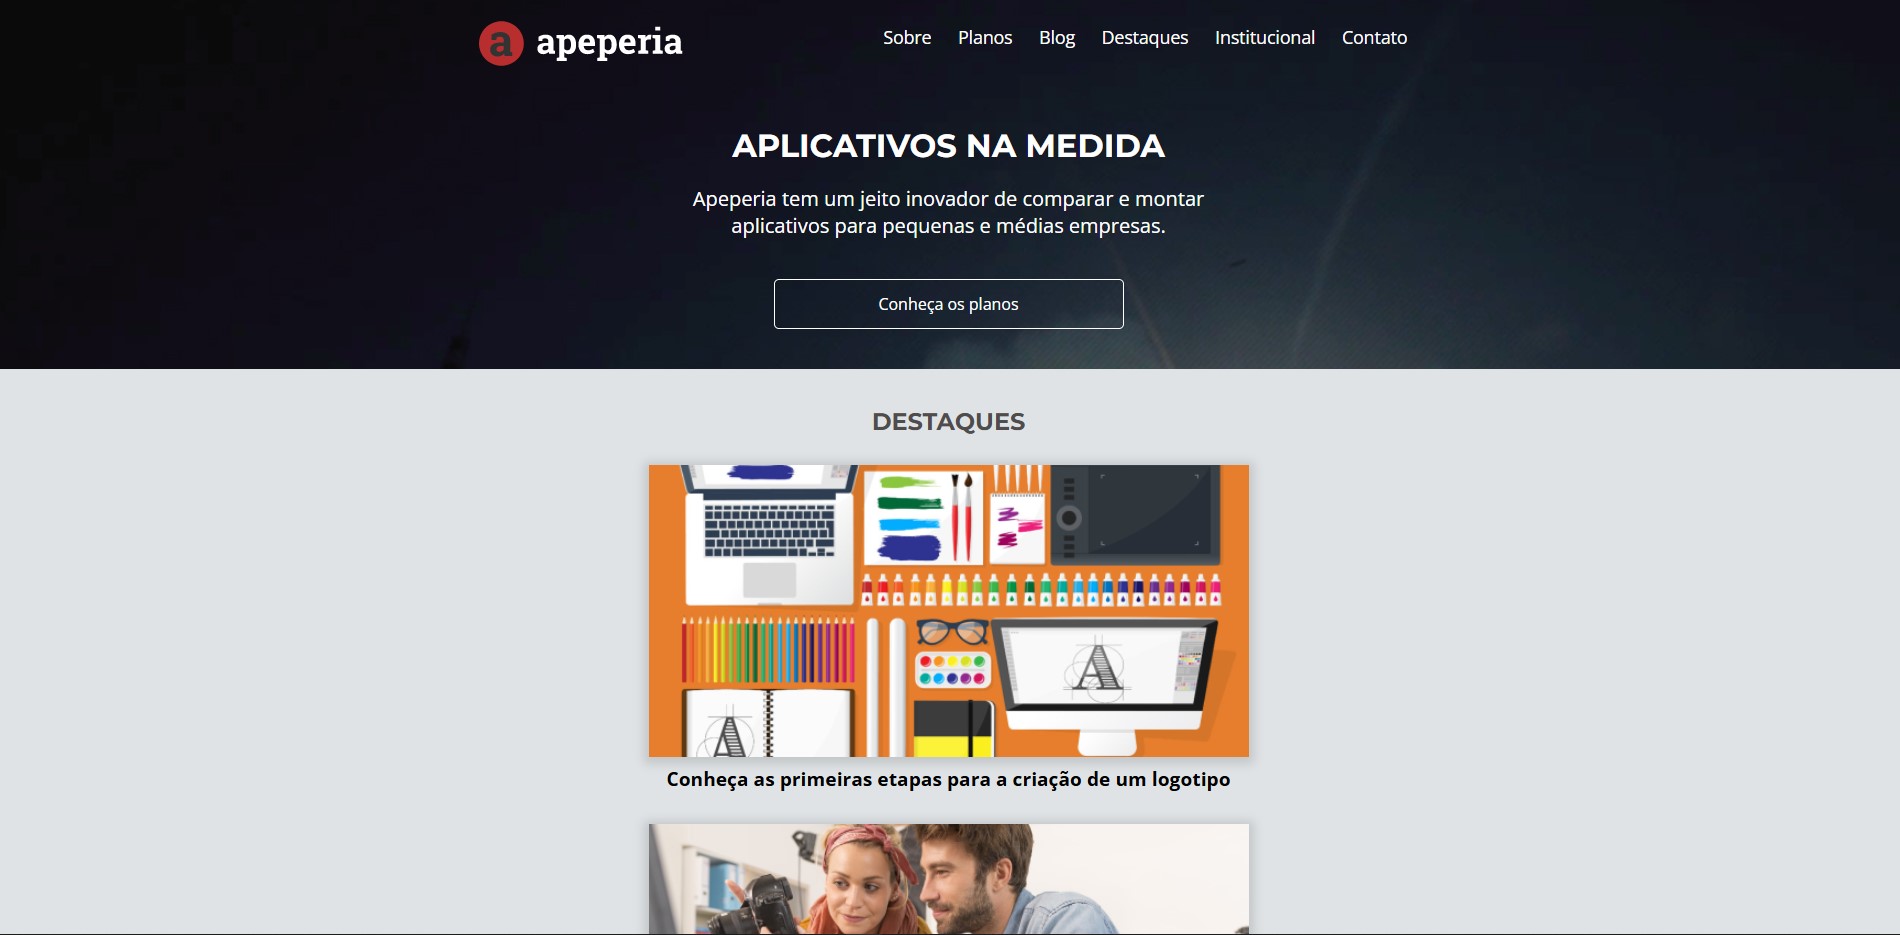 a apeperia
Sobre Planos Blog Destaques Institucional Contato
APLICATIVOS NA MEDIDA
Apeperia tem um jeito inovador de comparar e montar
aplicativos para pequenas e médias empresas.
Conheça os planos
DESTAQUES
A
A
Conheça as primeiras etapas para a criação de um logotipo